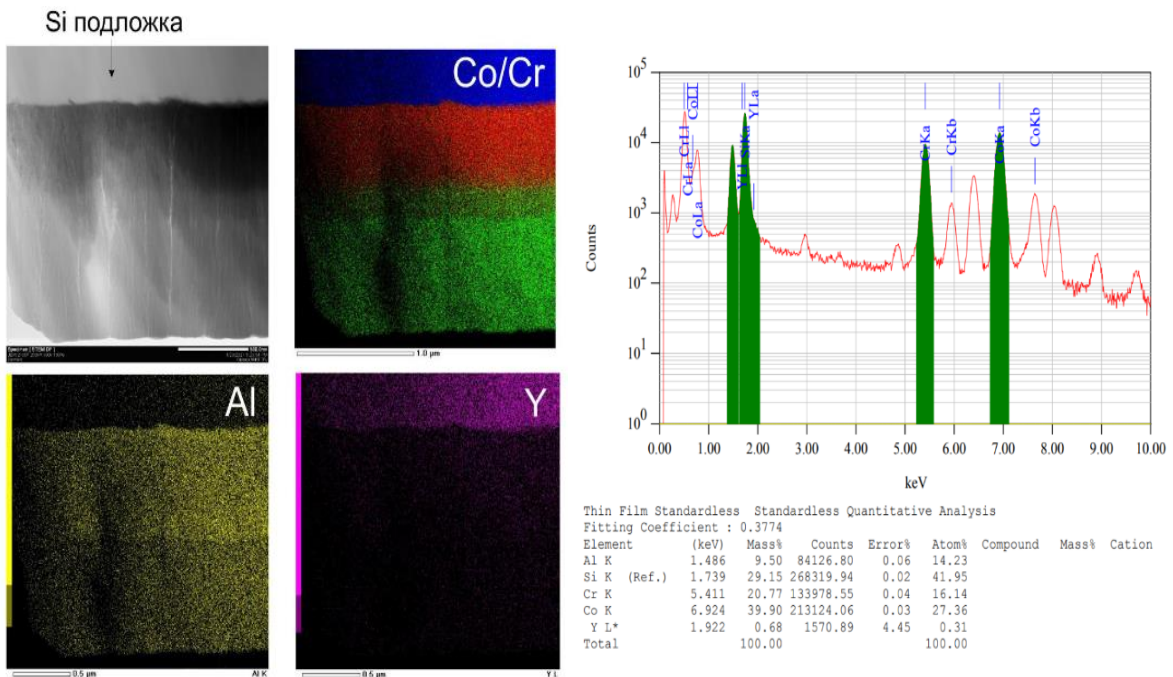 Si подложка
Co/Cr
1.0 μm
Al
0.5 μm
Al K
Y
0.5 μm
Y L
10^5
10^4
10^3
10^2
10^1
10^0
Counts
CrLa CrLl
CoLa
CoLl
YLl
SiKa
YLa
CrKa
CrKb
CoKa
CoKb
0.00 1.00 2.00 3.00 4.00 5.00 6.00 7.00 8.00 9.00 10.00
keV
Thin Film Standardless Standardless Quantitative Analysis
Fitting Coefficient : 0.3774
Element (keV) Mass% Counts Error% Atom% Compound Mass% Cation
Al K 1.486 9.50 84126.80 0.06 14.23
Si K (Ref.) 1.739 29.15 268319.94 0.02 41.95
Cr K 5.411 20.77 133978.55 0.04 16.14
Co K 6.924 39.90 213124.06 0.03 27.36
Y L* 1.922 0.68 1570.89 4.45 0.31
Total 100.00 100.00